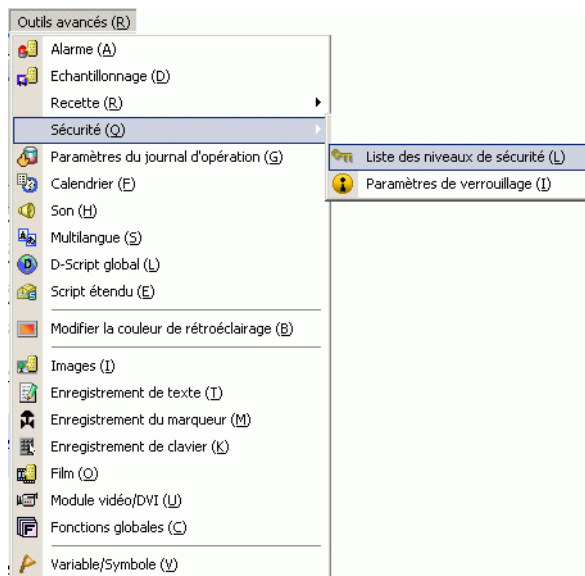 Outils avancés (R)
Alarme (A)
Echantillonnage (D)
Recette (R)
Sécurité (Q)
Paramètres du journal d'opération (G)
Liste des niveaux de sécurité (L)
Calendrier (F)
Paramètres de verrouillage (I)
Son (H)
Multilangue (S)
D-Script global (L)
Script étendu (E)
Modifier la couleur de rétroéclairage (B)
Images (I)
Enregistrement de texte (T)
Enregistrement du marqueur (M)
Enregistrement de clavier (K)
Film (O)
Module vidéo/DVI (U)
Fonctions globales (C)
Variable/Symbole (V)